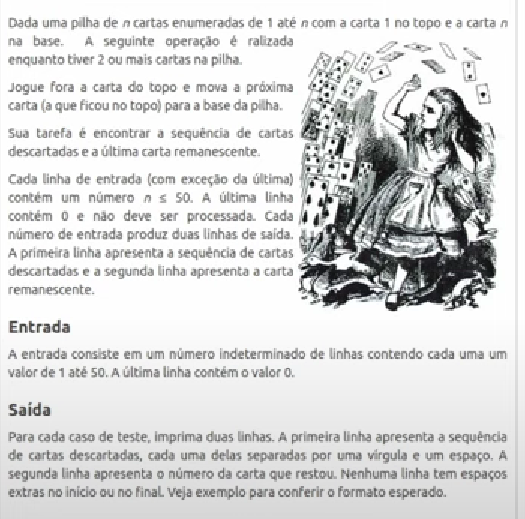 Dada uma pilha de n cartas enumeradas de 1 até n com a carta 1 no topo e a carta n
na base. A seguinte operação é ralizada
enquanto tiver 2 ou mais cartas na pilha.
Jogue fora a carta do topo e mova a próxima
carta (a que ficou no topo) para a base da pilha.
Sua tarefa é encontrar a sequência de cartas
descartadas e a última carta remanescente.
Cada linha de entrada (com exceção da última)
contém um número n ≤ 50. A última linha
contém 0 e não deve ser processada. Cada
número de entrada produz duas linhas de saída.
A primeira linha apresenta a sequência de cartas
descartadas e a segunda linha apresenta a carta
remanescente.
Entrada
A entrada consiste em um número indeterminado de linhas contendo cada uma um
valor de 1 até 50. A última linha contém o valor 0.
Saída
Para cada caso de teste, imprima duas linhas. A primeira linha apresenta a sequência
de cartas descartadas, cada uma delas separadas por uma vírgula e um espaço. A
segunda linha apresenta o número da carta que restou. Nenhuma linha tem espaços
extras no início ou no final. Veja exemplo para conferir o formato esperado.